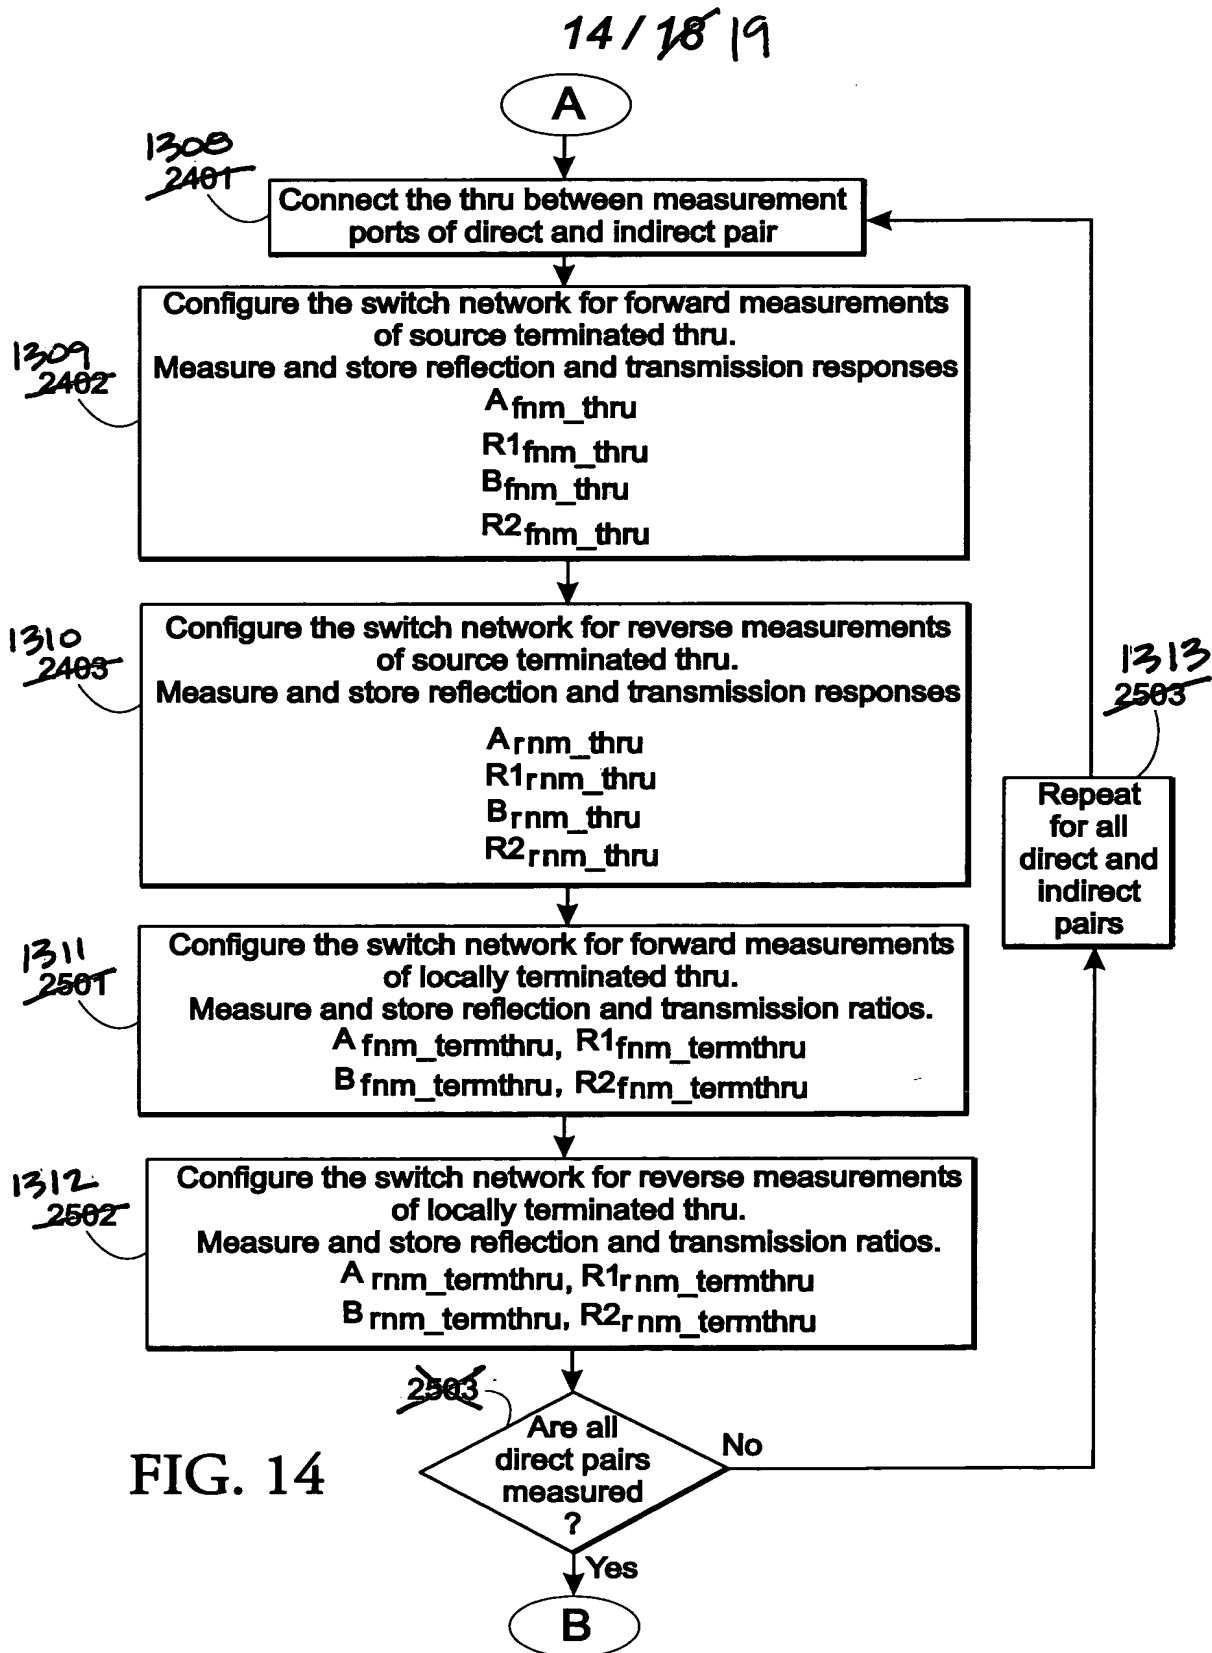 14 / 18 19
A
1308
2401
Connect the thru between measurement
ports of direct and indirect pair
Configure the switch network for forward measurements
of source terminated thru.
1309
2402
Measure and store reflection and transmission responses
Afnm_thru
R1fnm_thru
Bfnm_thru
R2fnm_thru
Configure the switch network for reverse measurements
of source terminated thru.
1310
2403
Measure and store reflection and transmission responses
Arnm_thru
R1rnm_thru
Brnm_thru
R2rnm_thru
1313
2503
Repeat
for all
direct and
indirect
pairs
1311
2501
Configure the switch network for forward measurements
of locally terminated thru.
Measure and store reflection and transmission ratios.
Afnm_termthru, R1fnm_termthru
Bfnm_termthru, R2fnm_termthru
1312
2502
Configure the switch network for reverse measurements
of locally terminated thru.
Measure and store reflection and transmission ratios.
Arnm_termthru, R1rnm_termthru
Brnm_termthru, R2rnm_termthru
2503
Are all
direct pairs
measured
?
No
Yes
B
FIG. 14